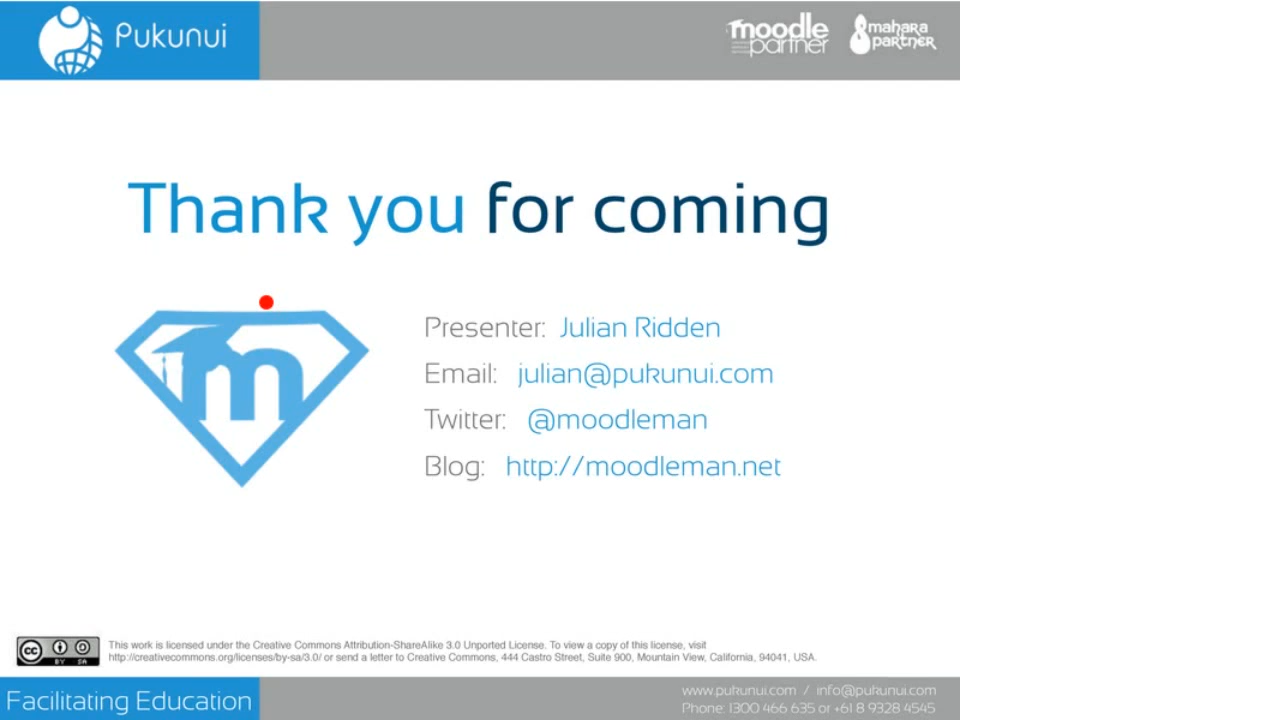 Pukunui
moodle
partner
mahara
partner
Thank you for coming
m
Presenter: Julian Ridden
Email: julian@pukunui.com
Twitter: @moodleman
Blog: http://moodleman.net
cc
BY SA
This work is licensed under the Creative Commons Attribution-ShareAlike 3.0 Unported License. To view a copy of this license, visit
http://creativecommons.org/licenses/by-sa/3.0/ or send a letter to Creative Commons, 444 Castro Street, Suite 900, Mountain View, California, 94041, USA.
Facilitating Education
www.pukunui.com / info@pukunui.com
Phone: 1300 466 635 or +61 8 9328 4545